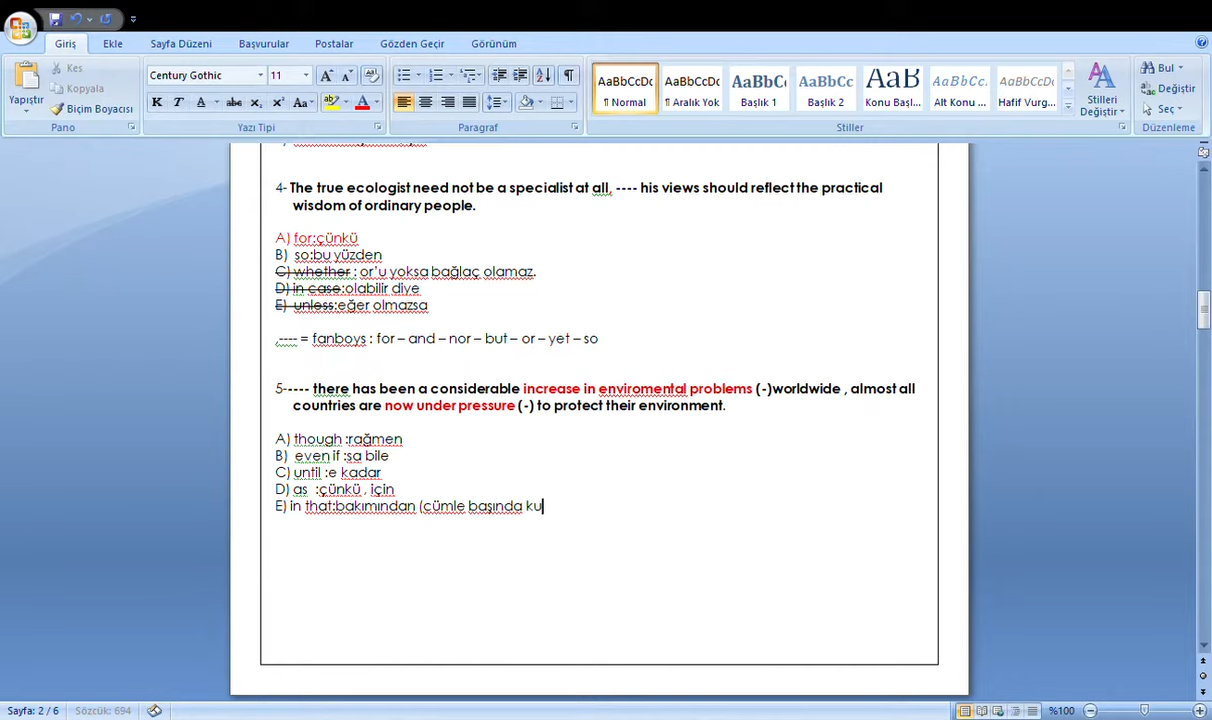 Giriş Ekle Sayfa Düzeni Başvurular Postalar Gözden Geçir Görünüm
Yapıştır
Kes
Kopyala
Biçim Boyacısı
Pano
Century Gothic 11
Yazı Tipi
Paragraf
AaBbCcDc AaBbCcDc AaBbCc AaBbCc AaB AaBbCc. AaBbCcDc
¶ Normal ¶ Aralık Yok Başlık 1 Başlık 2 Konu Başl... Alt Konu ... Hafif Vurg...
Stilleri
Değiştir
Stiller
Bul
Değiştir
Seç
Düzenleme
4- The true ecologist need not be a specialist at all, ---- his views should reflect the practical
wisdom of ordinary people.
A) for:çünkü
B) so:bu yüzden
C) whether : or'u yoksa bağlaç olamaz.
D) in case:olabilir diye
E) unless:eğer olmazsa
,---- = fanboys : for – and – nor – but – or – yet – so
5----- there has been a considerable increase in enviromental problems (-)worldwide , almost all
countries are now under pressure (-) to protect their environment.
A) though :rağmen
B) even if :sa bile
C) until :e kadar
D) as :çünkü , için
E) in that:bakımından (cümle başında ku
Sayfa: 2 / 6 Sözcük: 694 %100